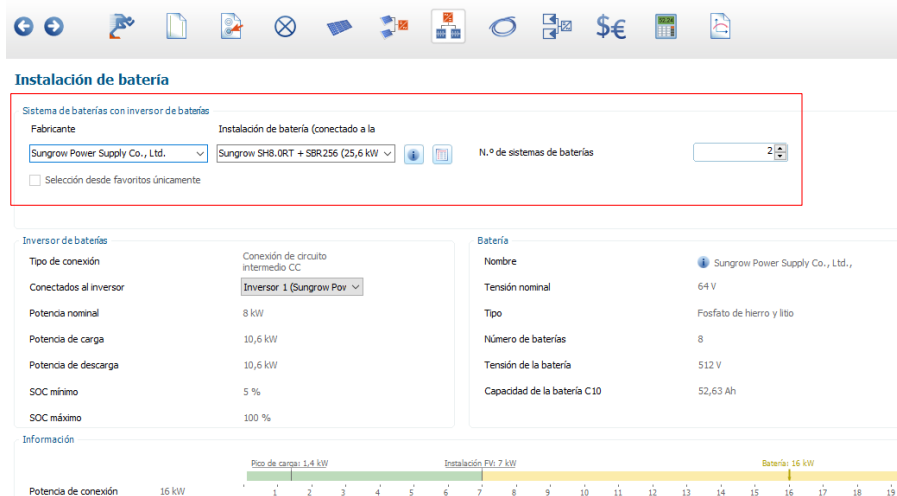 32.24
$€
Instalación de batería
Sistema de baterías con inversor de baterías
Fabricante
Instalación de batería (conectado a la
Sungrow Power Supply Co., Ltd.
Sungrow SH8.0RT + SBR256 (25,6 kW
N.º de sistemas de baterías
2
Selección desde favoritos únicamente
Inversor de baterías
Tipo de conexión
Conexión de circuito
intermedio CC
Conectados al inversor
Inversor 1 (Sungrow Pov
Potencia nominal
8 kW
Potencia de carga
10,6 kW
Potencia de descarga
10,6 kW
SOC mínimo
5 %
SOC máximo
100 %
Batería
Nombre
Sungrow Power Supply Co., Ltd.,
Tensión nominal
64 V
Tipo
Fosfato de hierro y litio
Número de baterías
8
Tensión de la batería
512 V
Capacidad de la batería C10
52,63 Ah
Información
Pico de carga: 1,4 kW
Instalación FV: 7 kW
Batería: 16 kW
Potencia de conexión
16 kW
1 2 3 4 5 6 7 8 9 10 11 12 13 14 15 16 17 18 19